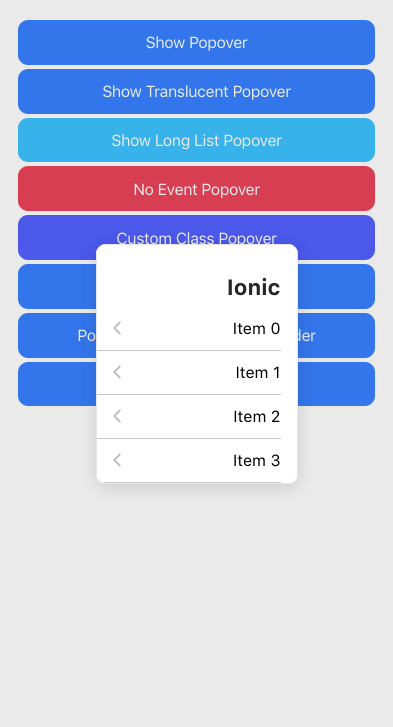 Show Popover
Show Translucent Popover
Show Long List Popover
No Event Popover
Custom Class Popover
Ionic
Item 0
Item 1
Item 2
Item 3